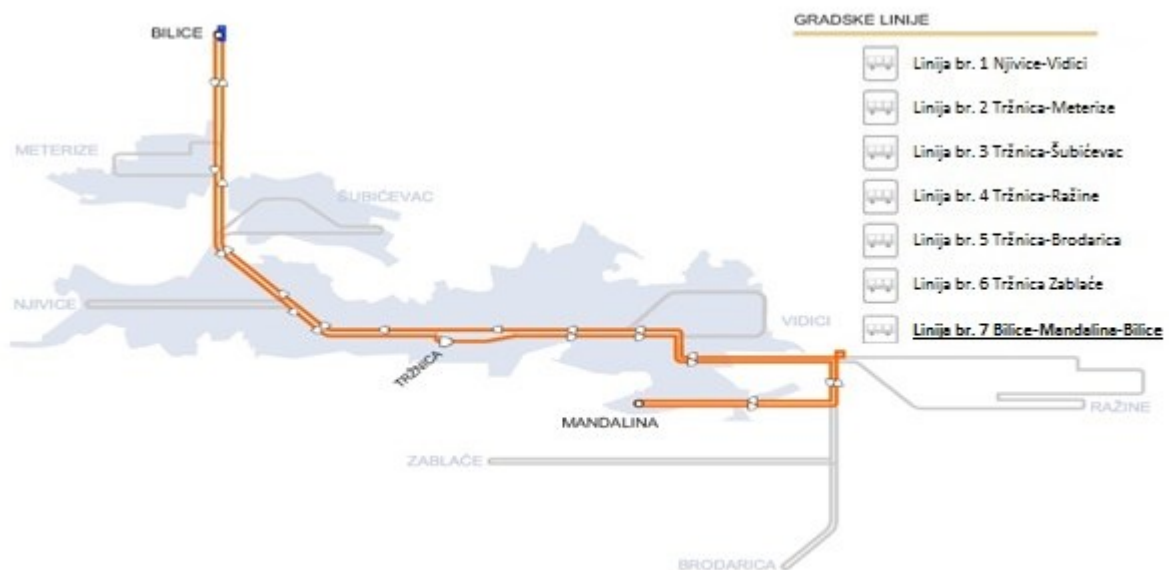 GRADSKE LINIJE
Linija br. 1 Njivice-Vidici
Linija br. 2 Tržnica-Meterize
Linija br. 3 Tržnica-Šubićevac
Linija br. 4 Tržnica-Ražine
Linija br. 5 Tržnica-Brodarica
Linija br. 6 Tržnica Zablaće
Linija br. 7 Bilice-Mandalina-Bilice
BILICE
METERIZE
ŠUBIĆEVAC
NJIVICE
VIDICI
TRŽNICA
RAŽINE
MANDALINA
ZABLAĆE
BRODARICA